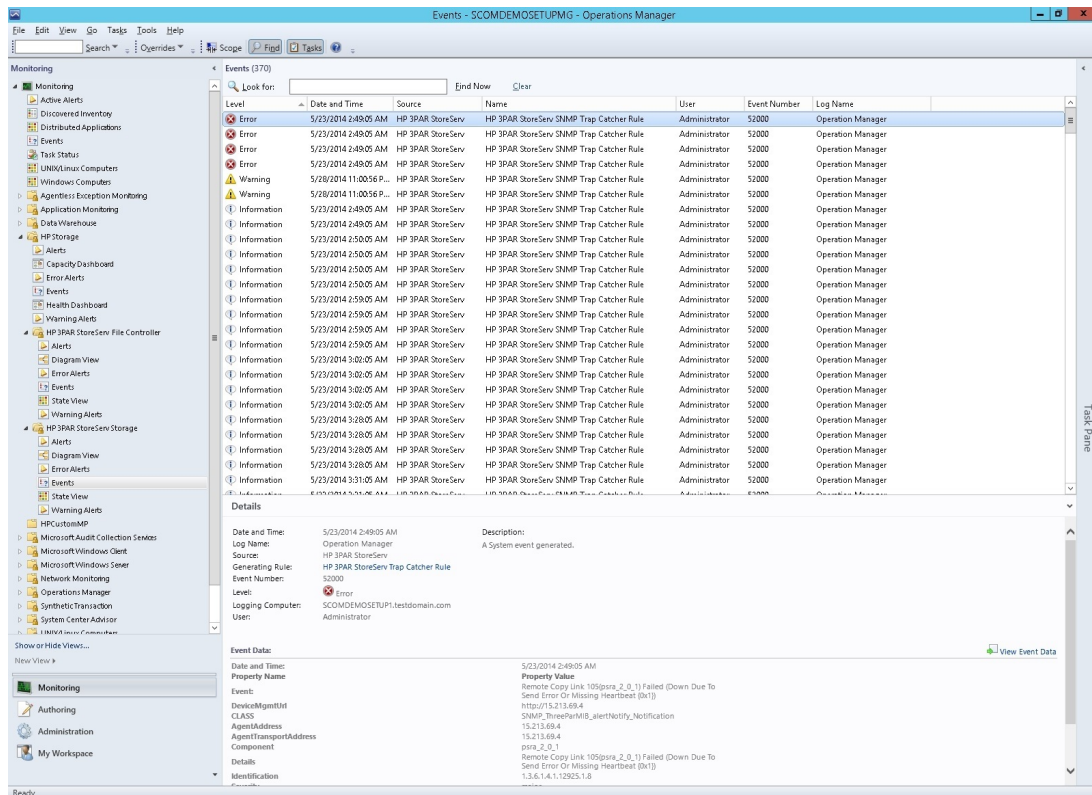 Events - SCOMDEMOSETUPMG - Operations Manager
File Edit View Go Tasks Tools Help
Search Overrides Scope Find Tasks
Monitoring
Monitoring
Active Alerts
Discovered Inventory
Distributed Applications
Events
Task Status
UNIX/Linux Computers
Windows Computers
Agentless Exception Monitoring
Application Monitoring
Data Warehouse
HP Storage
Alerts
Capacity Dashboard
Error Alerts
Events
Health Dashboard
Warning Alerts
HP 3PAR StoreServ File Controller
Alerts
Diagram View
Error Alerts
Events
State View
Warning Alerts
HP 3PAR StoreServ Storage
Alerts
Diagram View
Error Alerts
Events
State View
Warning Alerts
HPCustomMP
Microsoft Audit Collection Services
Microsoft Windows Client
Microsoft Windows Server
Network Monitoring
Operations Manager
Synthetic Transaction
System Center Advisor
UNIX/Linux Computers
Show or Hide Views...
New View
Monitoring
Authoring
Administration
My Workspace
Ready
Events (370)
Look for: Find Now Clear
Level Date and Time Source Name User Event Number Log Name
Error 5/23/2014 2:49:05 AM HP 3PAR StoreServ HP 3PAR StoreServ SNMP Trap Catcher Rule Administrator 52000 Operation Manager
Error 5/23/2014 2:49:05 AM HP 3PAR StoreServ HP 3PAR StoreServ SNMP Trap Catcher Rule Administrator 52000 Operation Manager
Error 5/23/2014 2:49:05 AM HP 3PAR StoreServ HP 3PAR StoreServ SNMP Trap Catcher Rule Administrator 52000 Operation Manager
Error 5/23/2014 2:49:05 AM HP 3PAR StoreServ HP 3PAR StoreServ SNMP Trap Catcher Rule Administrator 52000 Operation Manager
Warning 5/28/2014 11:00:56 P... HP 3PAR StoreServ HP 3PAR StoreServ SNMP Trap Catcher Rule Administrator 52000 Operation Manager
Warning 5/28/2014 11:00:56 P... HP 3PAR StoreServ HP 3PAR StoreServ SNMP Trap Catcher Rule Administrator 52000 Operation Manager
Information 5/23/2014 2:49:05 AM HP 3PAR StoreServ HP 3PAR StoreServ SNMP Trap Catcher Rule Administrator 52000 Operation Manager
Information 5/23/2014 2:49:05 AM HP 3PAR StoreServ HP 3PAR StoreServ SNMP Trap Catcher Rule Administrator 52000 Operation Manager
Information 5/23/2014 2:50:05 AM HP 3PAR StoreServ HP 3PAR StoreServ SNMP Trap Catcher Rule Administrator 52000 Operation Manager
Information 5/23/2014 2:50:05 AM HP 3PAR StoreServ HP 3PAR StoreServ SNMP Trap Catcher Rule Administrator 52000 Operation Manager
Information 5/23/2014 2:50:05 AM HP 3PAR StoreServ HP 3PAR StoreServ SNMP Trap Catcher Rule Administrator 52000 Operation Manager
Information 5/23/2014 2:50:05 AM HP 3PAR StoreServ HP 3PAR StoreServ SNMP Trap Catcher Rule Administrator 52000 Operation Manager
Information 5/23/2014 2:59:05 AM HP 3PAR StoreServ HP 3PAR StoreServ SNMP Trap Catcher Rule Administrator 52000 Operation Manager
Information 5/23/2014 2:59:05 AM HP 3PAR StoreServ HP 3PAR StoreServ SNMP Trap Catcher Rule Administrator 52000 Operation Manager
Information 5/23/2014 2:59:05 AM HP 3PAR StoreServ HP 3PAR StoreServ SNMP Trap Catcher Rule Administrator 52000 Operation Manager
Information 5/23/2014 2:59:05 AM HP 3PAR StoreServ HP 3PAR StoreServ SNMP Trap Catcher Rule Administrator 52000 Operation Manager
Information 5/23/2014 3:02:05 AM HP 3PAR StoreServ HP 3PAR StoreServ SNMP Trap Catcher Rule Administrator 52000 Operation Manager
Information 5/23/2014 3:02:05 AM HP 3PAR StoreServ HP 3PAR StoreServ SNMP Trap Catcher Rule Administrator 52000 Operation Manager
Information 5/23/2014 3:02:05 AM HP 3PAR StoreServ HP 3PAR StoreServ SNMP Trap Catcher Rule Administrator 52000 Operation Manager
Information 5/23/2014 3:02:05 AM HP 3PAR StoreServ HP 3PAR StoreServ SNMP Trap Catcher Rule Administrator 52000 Operation Manager
Information 5/23/2014 3:28:05 AM HP 3PAR StoreServ HP 3PAR StoreServ SNMP Trap Catcher Rule Administrator 52000 Operation Manager
Information 5/23/2014 3:28:05 AM HP 3PAR StoreServ HP 3PAR StoreServ SNMP Trap Catcher Rule Administrator 52000 Operation Manager
Information 5/23/2014 3:28:05 AM HP 3PAR StoreServ HP 3PAR StoreServ SNMP Trap Catcher Rule Administrator 52000 Operation Manager
Information 5/23/2014 3:28:05 AM HP 3PAR StoreServ HP 3PAR StoreServ SNMP Trap Catcher Rule Administrator 52000 Operation Manager
Information 5/23/2014 3:31:05 AM HP 3PAR StoreServ HP 3PAR StoreServ SNMP Trap Catcher Rule Administrator 52000 Operation Manager
Details
Date and Time: 5/23/2014 2:49:05 AM
Log Name: Operation Manager
Source: HP 3PAR StoreServ
Generating Rule: HP 3PAR StoreServ Trap Catcher Rule
Event Number: 52000
Level: Error
Logging Computer: SCOMDEMOSETUP1.testdomain.com
User: Administrator
Description:
A System event generated.
Event Data:
View Event Data
Date and Time: 5/23/2014 2:49:05 AM
Property Name Property Value
Event: Remote Copy Link 105(psra_2_0_1) Failed (Down Due To
Send Error Or Missing Heartbeat {0x1})
DeviceMgmtUrl http://15.213.69.4
CLASS SNMP_ThreeParMIB_alertNotify_Notification
AgentAddress 15.213.69.4
AgentTransportAddress 15.213.69.4
Component psra_2_0_1
Details Remote Copy Link 105(psra_2_0_1) Failed (Down Due To
Send Error Or Missing Heartbeat {0x1})
Identification 1.3.6.1.4.1.12925.1.8
Task Pane